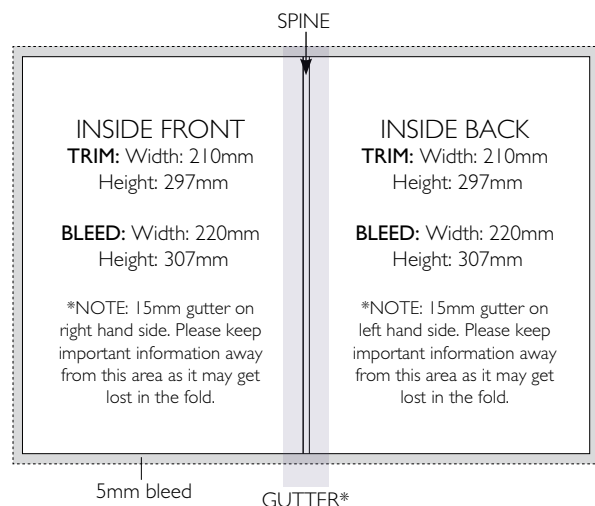 SPINE
INSIDE FRONT
TRIM: Width: 210mm
Height: 297mm
BLEED: Width: 220mm
Height: 307mm
*NOTE: 15mm gutter on
right hand side. Please keep
important information away
from this area as it may get
lost in the fold.
INSIDE BACK
TRIM: Width: 210mm
Height: 297mm
BLEED: Width: 220mm
Height: 307mm
*NOTE: 15mm gutter on
left hand side. Please keep
important information away
from this area as it may get
lost in the fold.
5mm bleed
GUTTER*